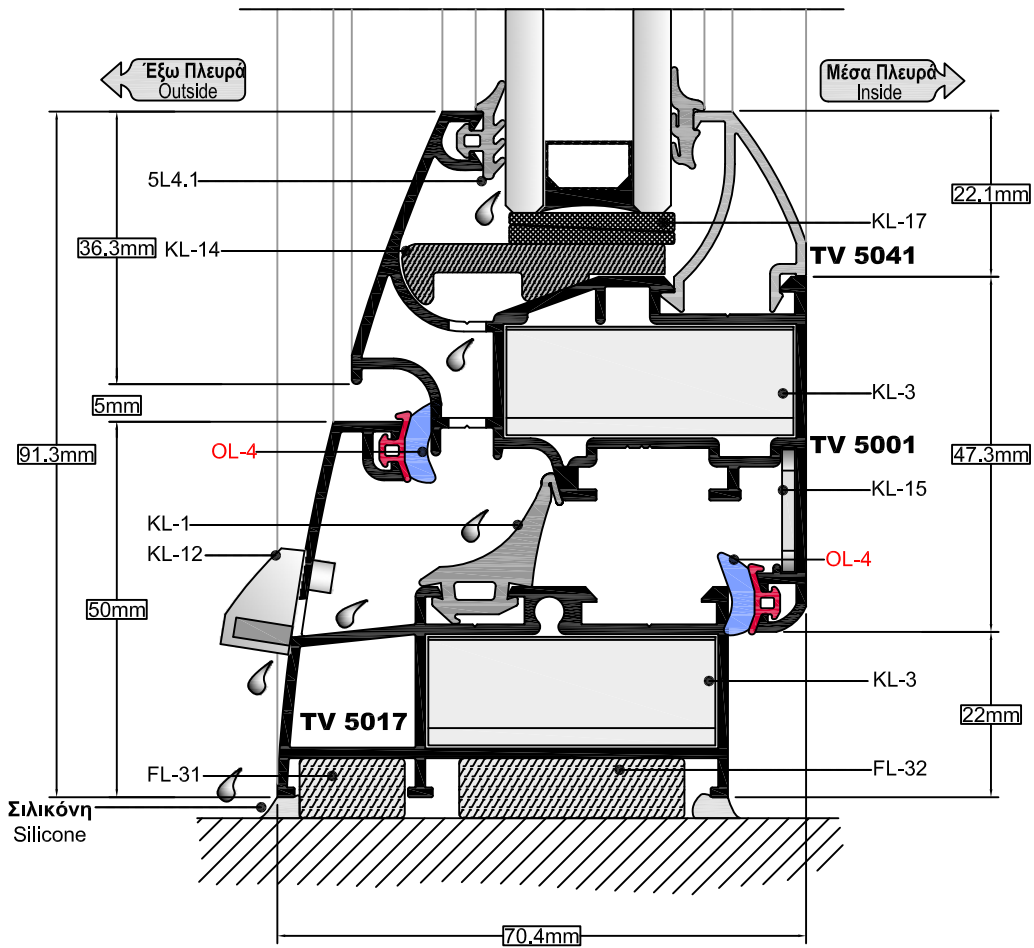 Έξω Πλευρά
Outside
Μέσα Πλευρά
Inside
5L4.1
22.1mm
KL-17
36.3mm
KL-14
TV 5041
KL-3
5mm
TV 5001
OL-4
91.3mm
47.3mm
KL-15
KL-1
KL-12
OL-4
50mm
KL-3
TV 5017
22mm
FL-31
FL-32
Σιλικόνη
Silicone
70.4mm